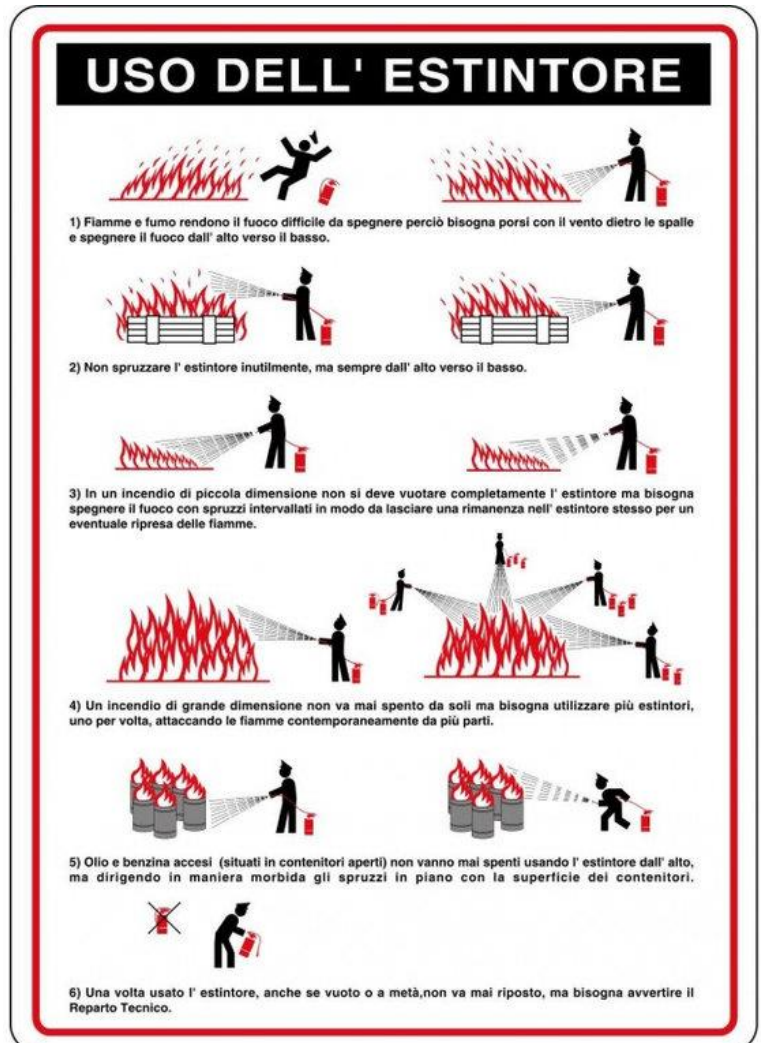 USO DELL' ESTINTORE
1) Fiamme e fumo rendono il fuoco difficile da spegnere perciò bisogna porsi con il vento dietro le spalle
e spegnere il fuoco dall' alto verso il basso.
2) Non spruzzare l' estintore inutilmente, ma sempre dall' alto verso il basso.
3) In un incendio di piccola dimensione non si deve vuotare completamente l' estintore ma bisogna
spegnere il fuoco con spruzzi intervallati in modo da lasciare una rimanenza nell' estintore stesso per un
eventuale ripresa delle fiamme.
4) Un incendio di grande dimensione non va mai spento da soli ma bisogna utilizzare più estintori,
uno per volta, attaccando le fiamme contemporaneamente da più parti.
5) Olio e benzina accesi (situati in contenitori aperti) non vanno mai spenti usando l' estintore dall' alto,
ma dirigendo in maniera morbida gli spruzzi in piano con la superficie dei contenitori.
6) Una volta usato l' estintore, anche se vuoto o a metà,non va mai riposto, ma bisogna avvertire il
Reparto Tecnico.